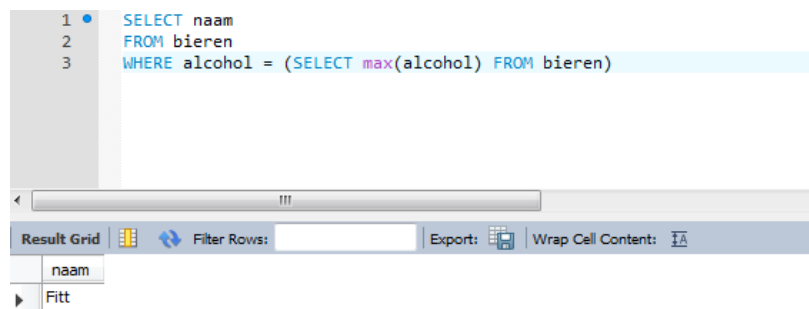 1 SELECT naam
2 FROM bieren
3 WHERE alcohol = (SELECT max(alcohol) FROM bieren)
Result Grid Filter Rows: Export: Wrap Cell Content: IA
naam
Fitt